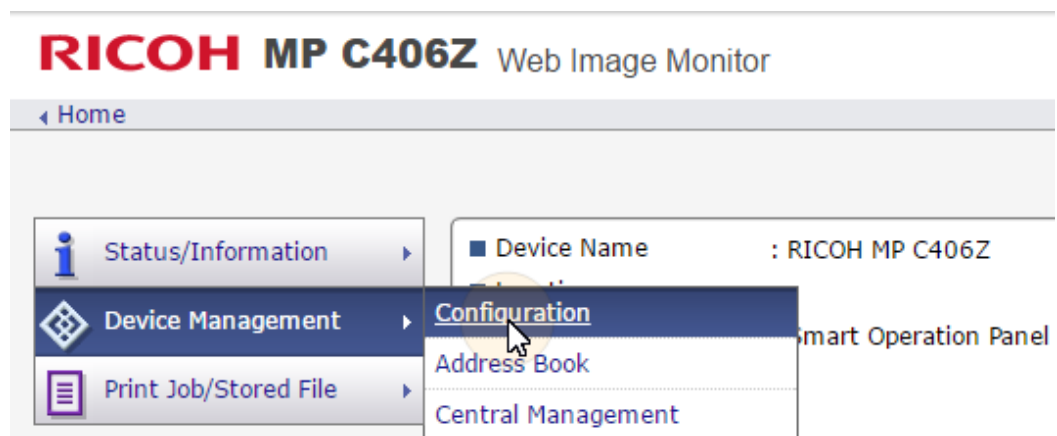 RICOH MP C406Z Web Image Monitor
Home
Status/Information
Device Name : RICOH MP C406Z
Device Management
Configuration
Smart Operation Panel
Address Book
Print Job/Stored File
Central Management